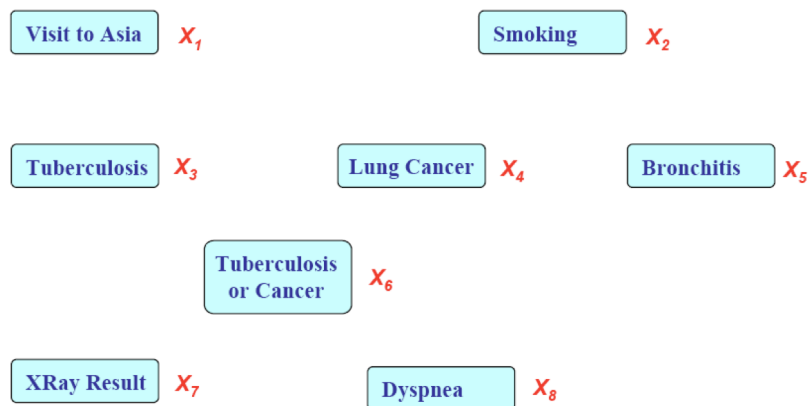 Visit to Asia X₁ Smoking X₂
Tuberculosis X₃ Lung Cancer X₄ Bronchitis X₅
Tuberculosis
or Cancer X₆
XRay Result X₇ Dyspnea X₈